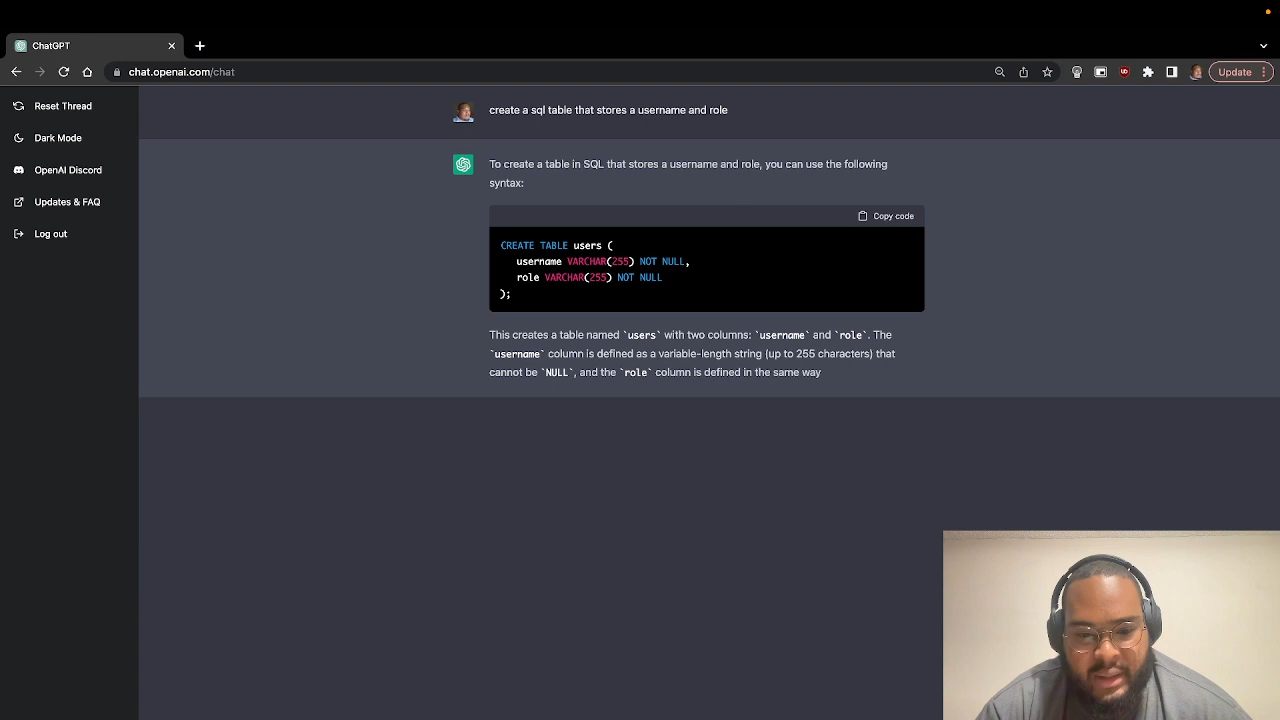 ChatGPT
chat.openai.com/chat
Update
Reset Thread
Dark Mode
OpenAI Discord
Updates & FAQ
Log out
create a sql table that stores a username and role
To create a table in SQL that stores a username and role, you can use the following
syntax:
Copy code
CREATE TABLE users (
username VARCHAR(255) NOT NULL,
role VARCHAR(255) NOT NULL
);
This creates a table named `users` with two columns: `username` and `role`. The
`username` column is defined as a variable-length string (up to 255 characters) that
cannot be `NULL`, and the `role` column is defined in the same way